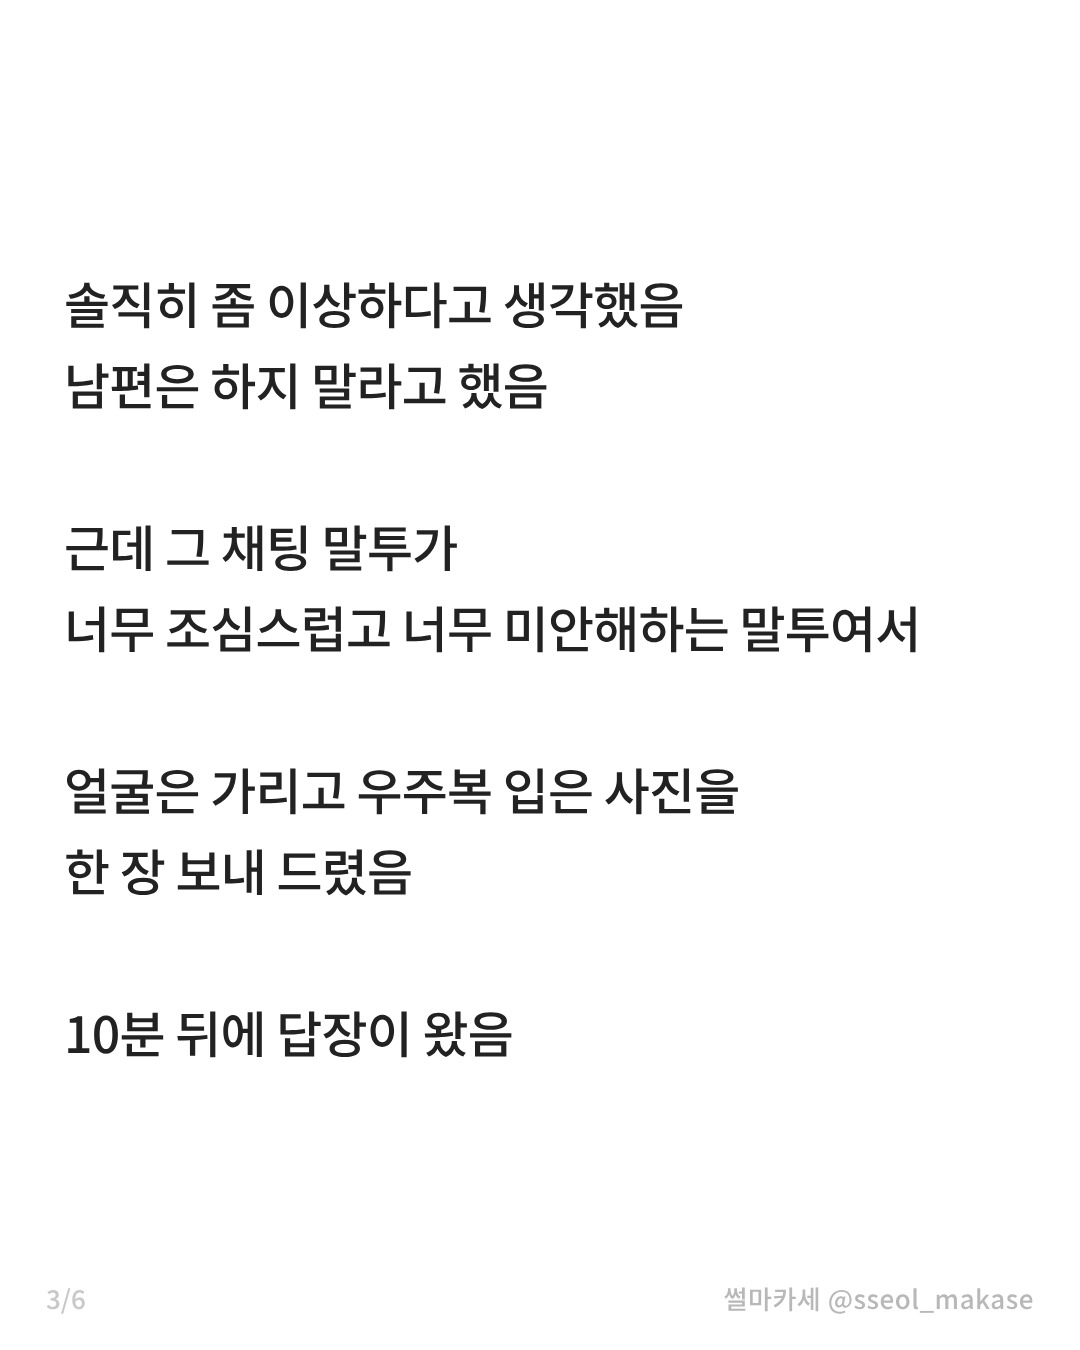 솔직히 좀 이상하다고 생각했음
남편은 하지 말라고 했음
근데 그 채팅 말투가
너무 조심스럽고 너무 미안해하는 말투여서
얼굴은 가리고 우주복 입은 사진을
한 장 보내 드렸음
10분 뒤에 답장이 왔음
3/6
썰마카세 @sseol_makase